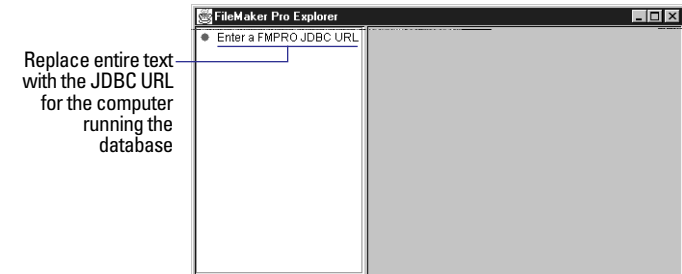 FileMaker Pro Explorer
Enter a FMPRO JDBC URL
Replace entire text
with the JDBC URL
for the computer
running the
database